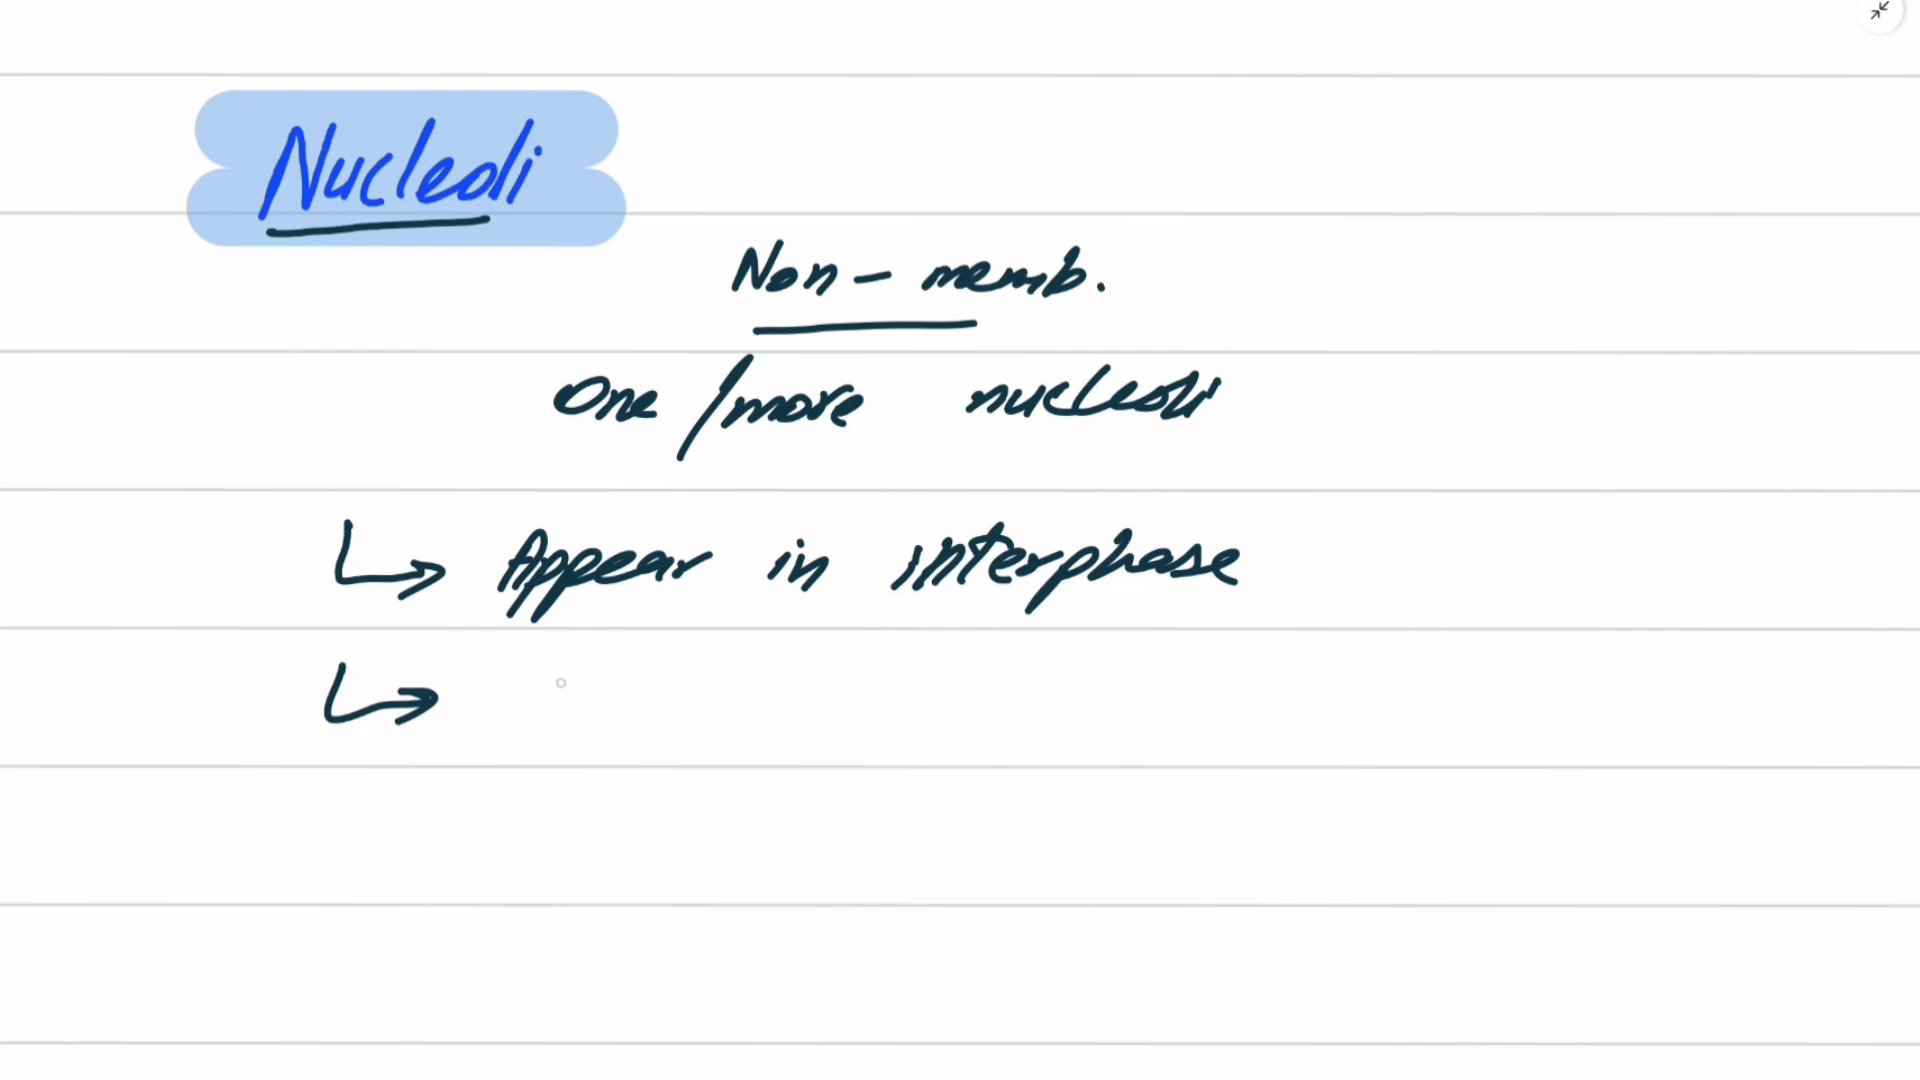 Nucleoli
Non - memb.
One / more nucleoli
↳ Appear in interphase
↳